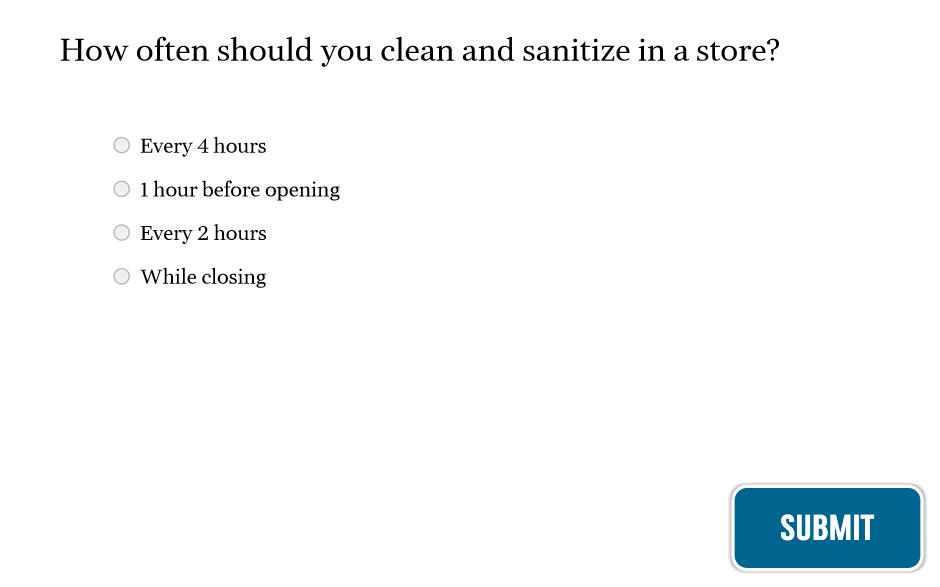 How often should you clean and sanitize in a store?
Every 4 hours
1 hour before opening
Every 2 hours
While closing
SUBMIT